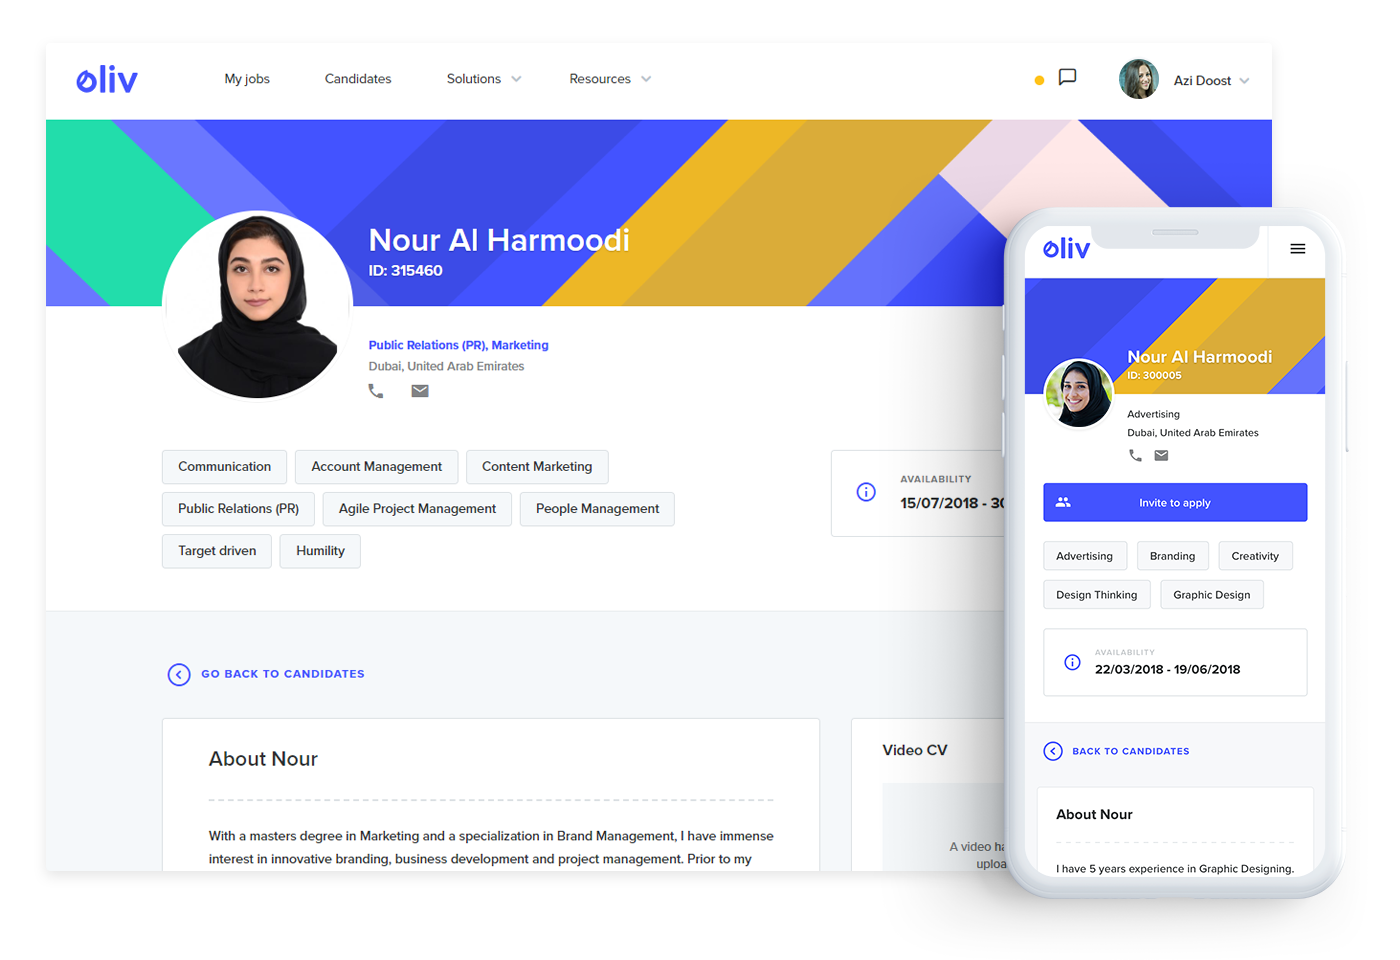 oliv
My jobs
Candidates
Solutions
Resources
Azi Doost
Nour Al Harmoodi
ID: 315460
Public Relations (PR), Marketing
Dubai, United Arab Emirates
Communication
Account Management
Content Marketing
Public Relations (PR)
Agile Project Management
People Management
Target driven
Humility
AVAILABILITY
15/07/2018 - 30
GO BACK TO CANDIDATES
About Nour
With a masters degree in Marketing and a specialization in Brand Management, I have immense
interest in innovative branding, business development and project management. Prior to my
Video CV
A video ha
uploa
oliv
Nour Al Harmoodi
ID: 300005
Advertising
Dubai, United Arab Emirates
Invite to apply
Advertising
Branding
Creativity
Design Thinking
Graphic Design
AVAILABILITY
22/03/2018 - 19/06/2018
BACK TO CANDIDATES
About Nour
I have 5 years experience in Graphic Designing.